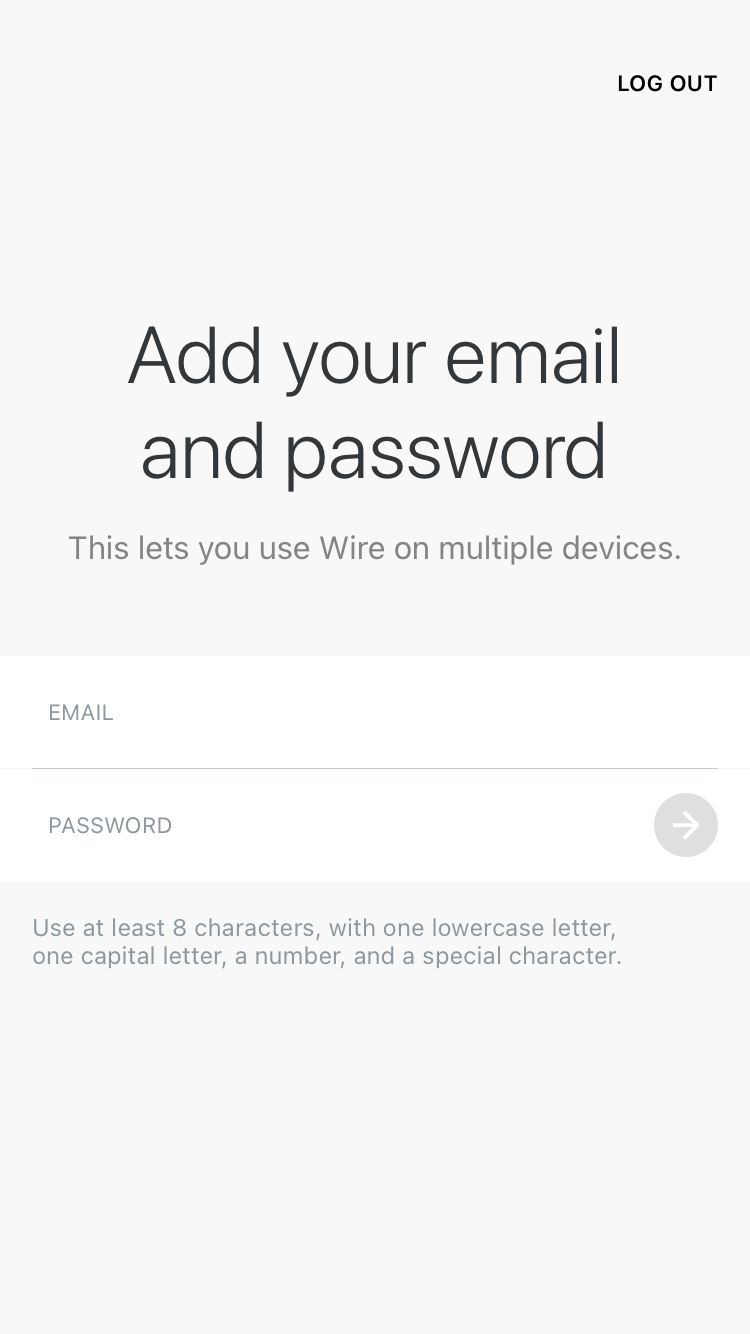 LOG OUT
Add your email
and password
This lets you use Wire on multiple devices.
EMAIL
PASSWORD
Use at least 8 characters, with one lowercase letter,
one capital letter, a number, and a special character.